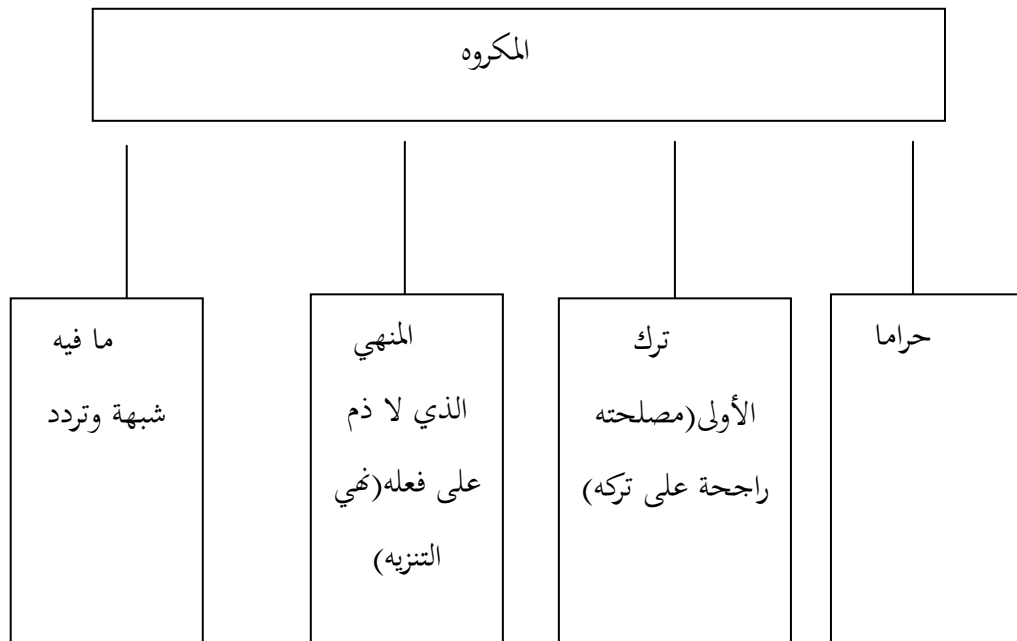 المكروه
حراما
ترك
الأولى(مصلحته
راجحة على تركه)
المنهي
الذي لا ذم
على فعله(نهي
التنزيه)
ما فيه
شبهة وتردد